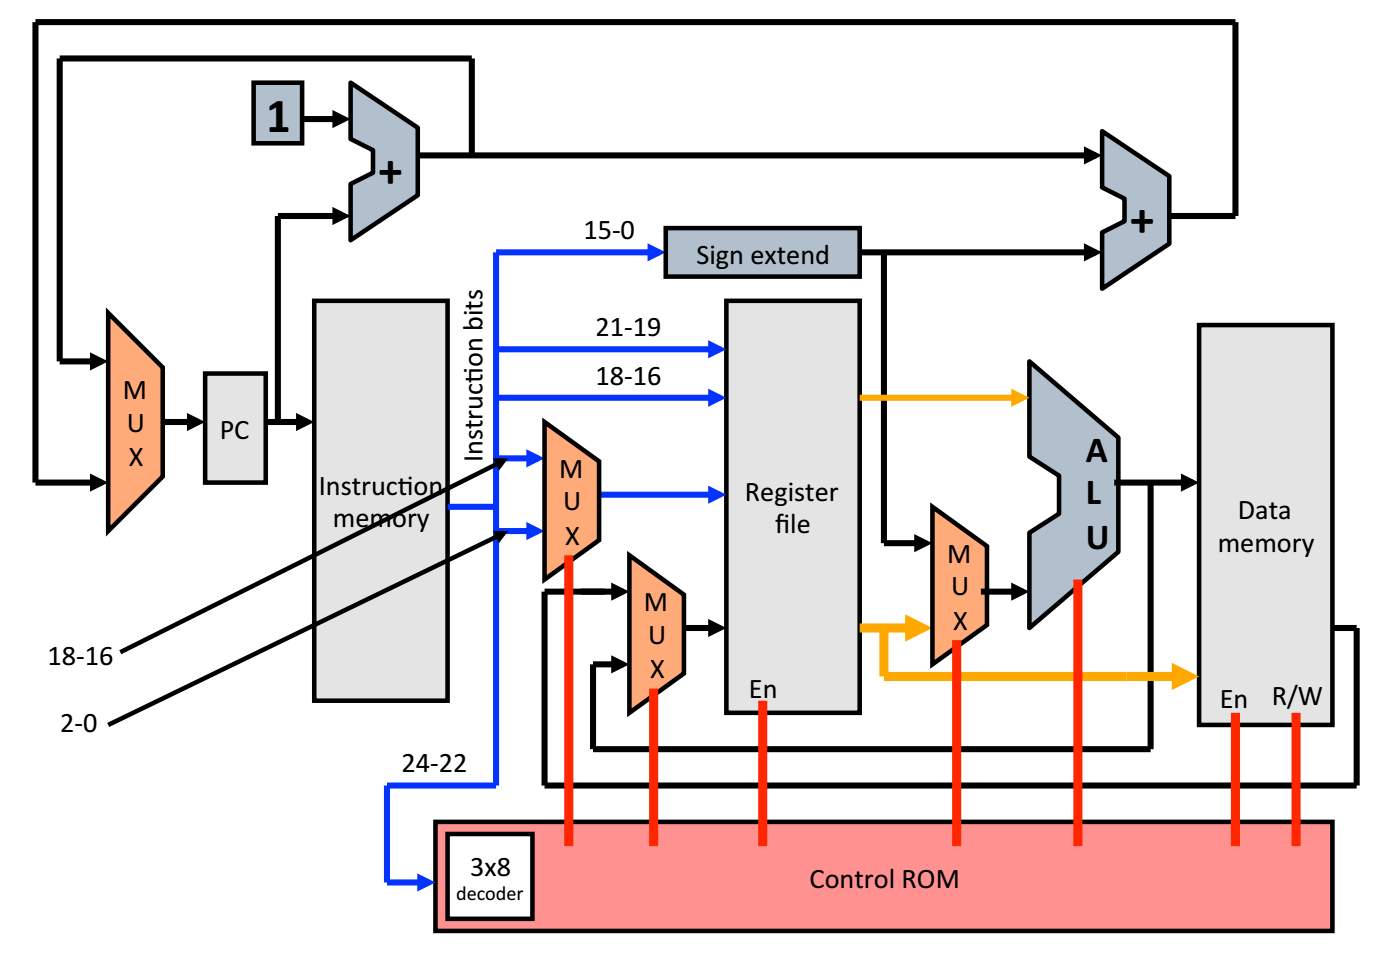 1
+
+
15-0
Sign extend
Instruction bits
21-19
18-16
M
U
X
PC
Instruction
memory
M
U
X
Register
file
En
M
U
X
M
U
X
A
L
U
Data
memory
En
R/W
18-16
2-0
24-22
3x8
decoder
Control ROM